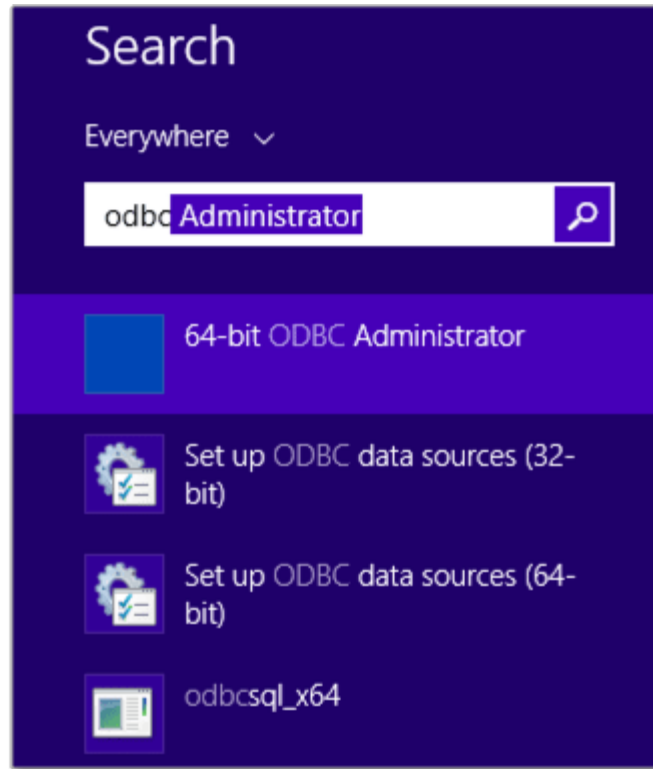 Search
Everywhere
odbc Administrator
64-bit ODBC Administrator
Set up ODBC data sources (32-
bit)
Set up ODBC data sources (64-
bit)
odbcsql_x64